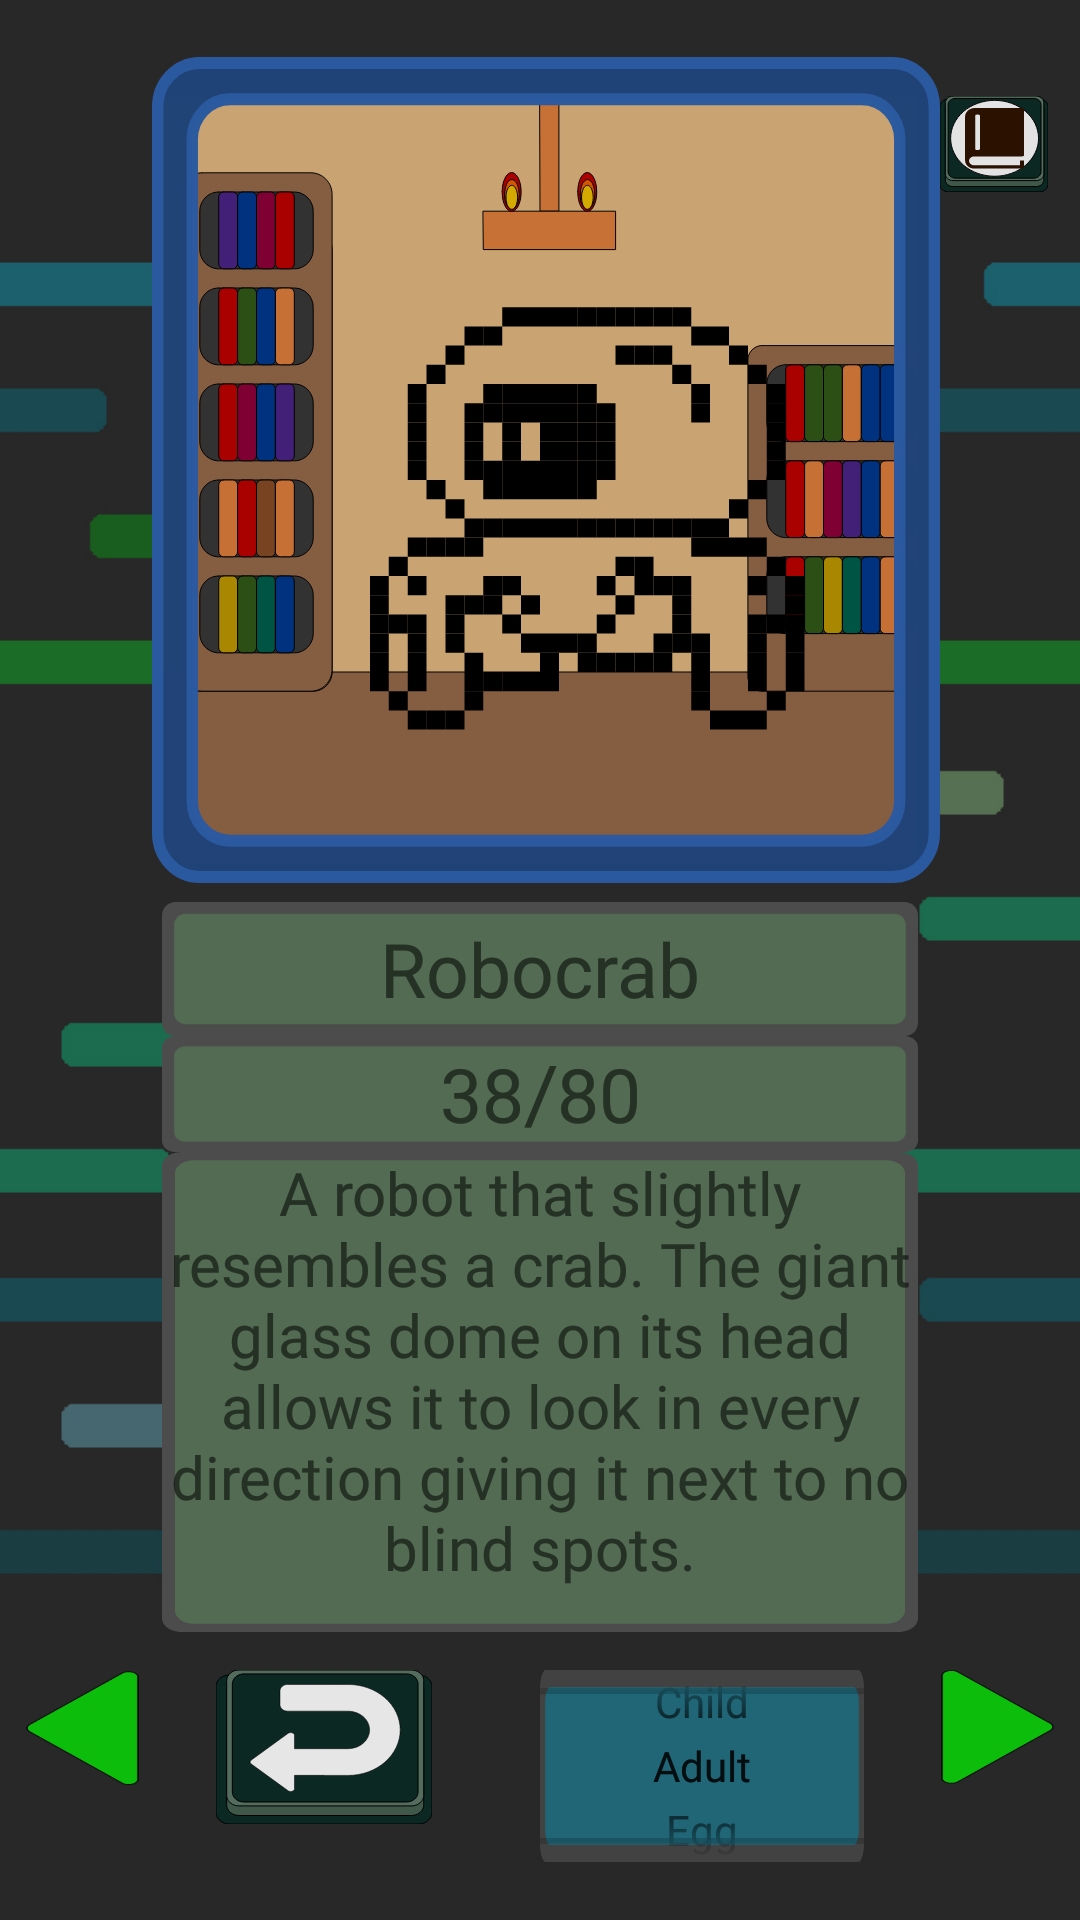 Robocrab
38/80
A robot that slightly
resembles a crab. The giant
glass dome on its head
allows it to look in every
direction giving it next to no
blind spots.
Child
Adult
Egg